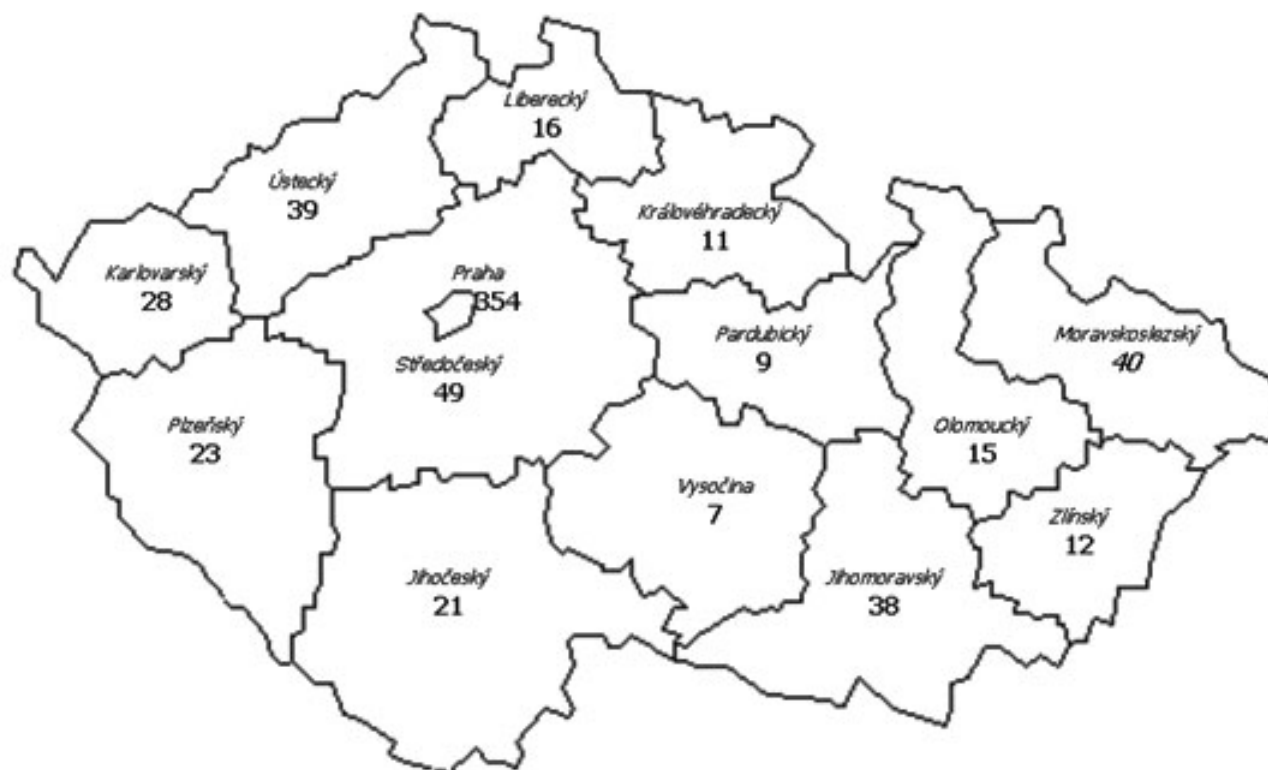 Liberecký
16
Ústecký
39
Královéhradecký
11
Karlovarský
28
Praha
354
Pardubický
9
Moravskoslezský
40
Středočeský
49
Plzeňský
23
Olomoucký
15
Vysočina
7
Zlínský
12
Jihočeský
21
Jihomoravský
38